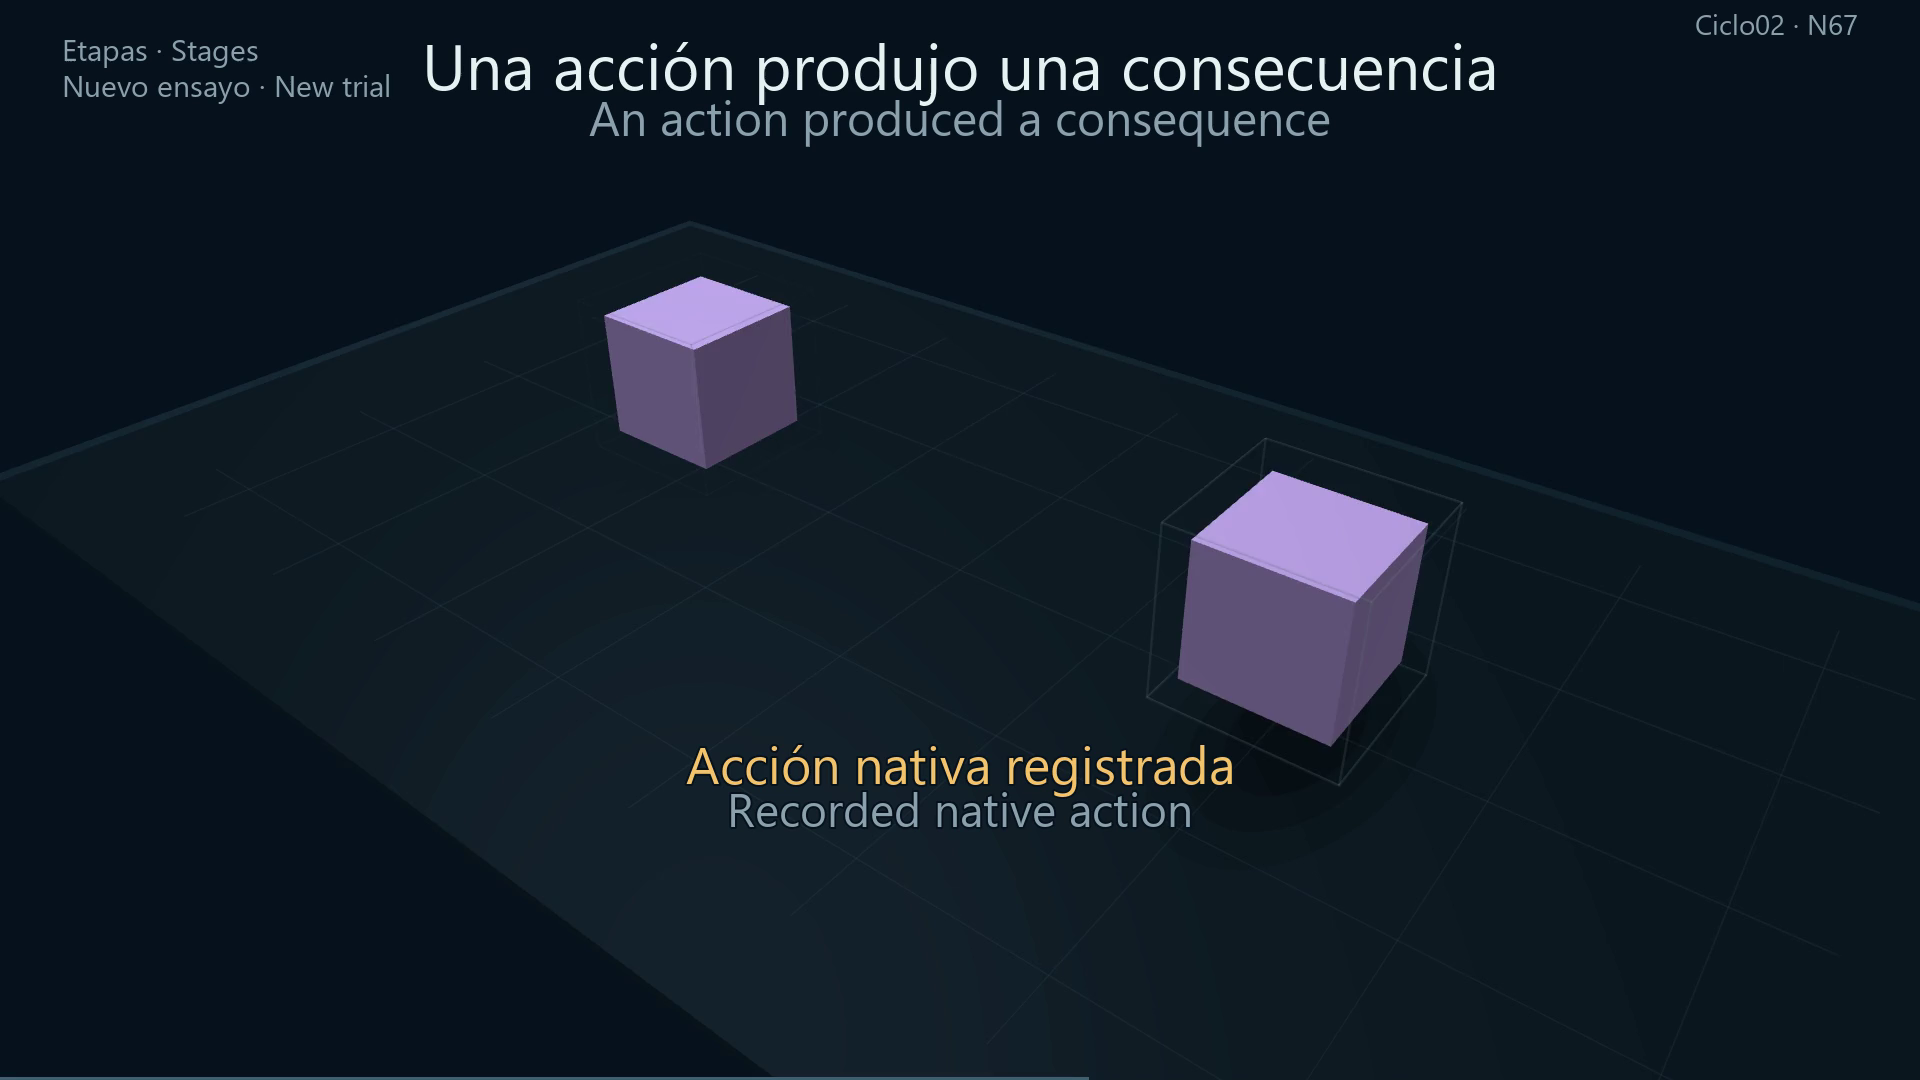 Etapas · Stages
Nuevo ensayo · New trial
Una acción produjo una consecuencia
An action produced a consequence
Ciclo02 · N67
Acción nativa registrada
Recorded native action